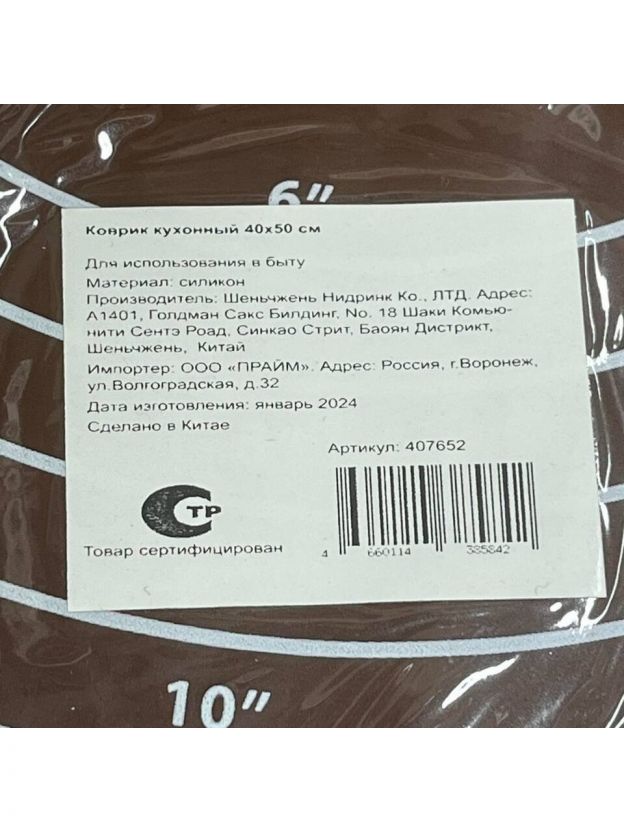 6"
Коврик кухонный 40х50 см
Для использования в быту
Материал: силикон
Производитель: Шеньчжень Нидринк Ко., ЛТД. Адрес:
А1401, Голдман Сакс Билдинг, No. 18 Шаки Комью-
нити Сентэ Роад, Синкао Стрит, Баоян Дистрикт,
Шеньчжень, Китай
Импортер: ООО «ПРАЙМ». Адрес: Россия, г.Воронеж,
ул.Волгоградская, д.32
Дата изготовления: январь 2024
Сделано в Китае
Артикул: 407652
ТР
Товар сертифицирован
4 660114 335842
10"